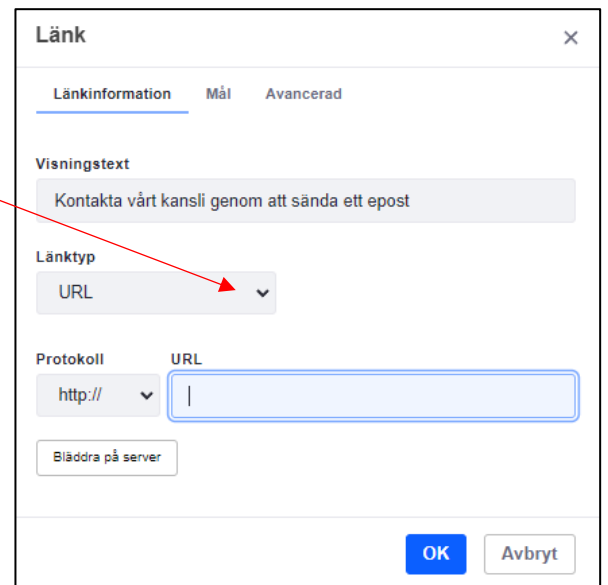 Länk
Länkinformation Mål Avancerad
Visningstext
Kontakta vårt kansli genom att sända ett epost
Länktyp
URL
Protokoll URL
http://
Bläddra på server
OK Avbryt